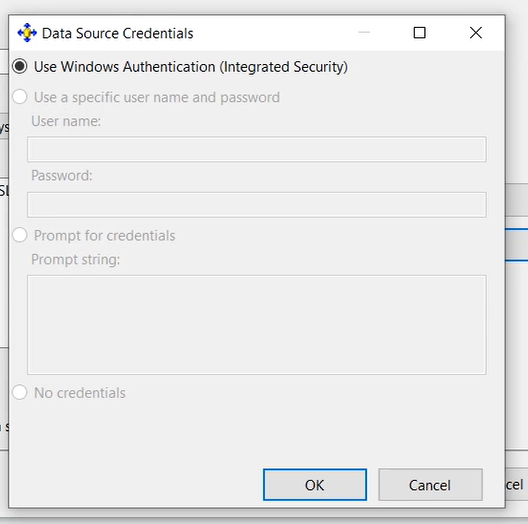 Data Source Credentials
Use Windows Authentication (Integrated Security)
Use a specific user name and password
User name:
Password:
Prompt for credentials
Prompt string:
No credentials
OK
Cancel